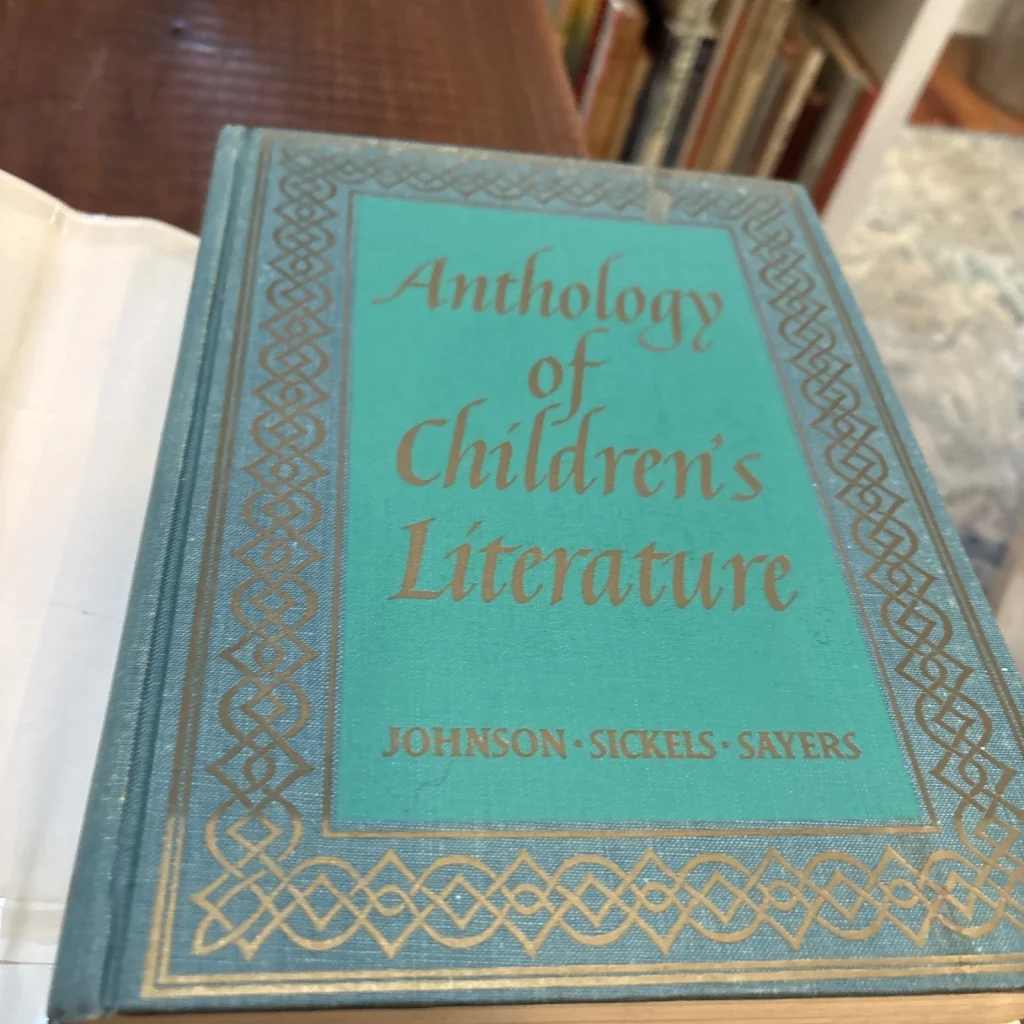 Anthology
of
Children's
Literature
JOHNSON · SICKELS · SAYERS